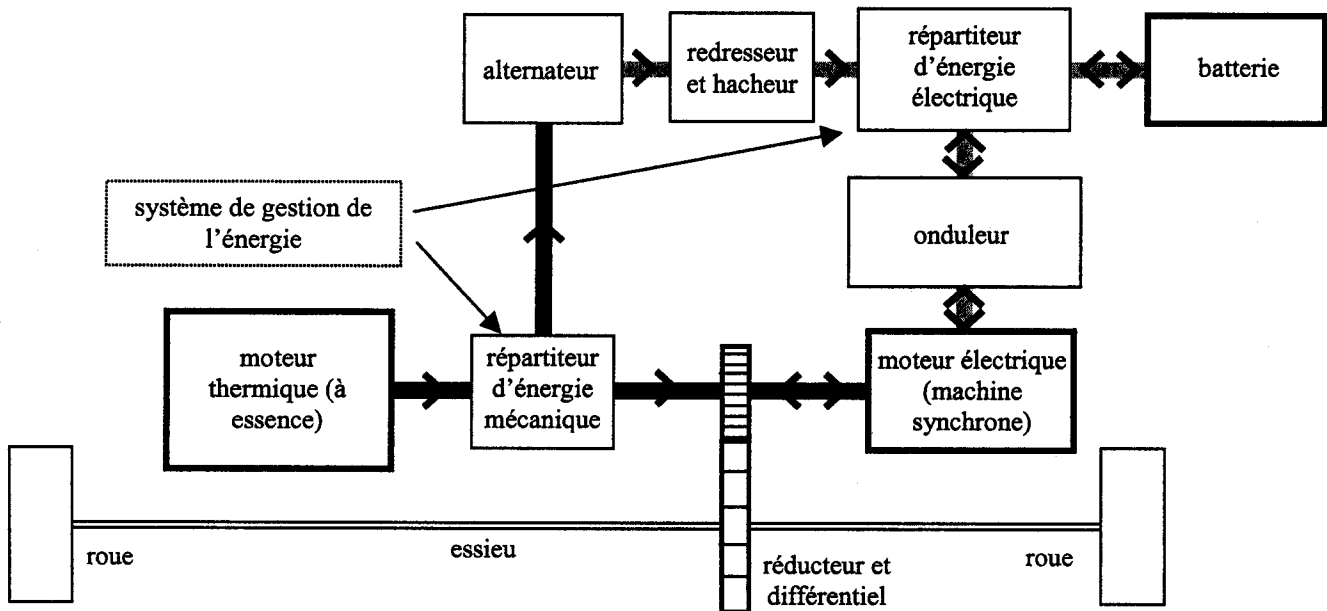 alternateur
redresseur
et hacheur
répartiteur
d'énergie
électrique
batterie
système de gestion de
l'énergie
onduleur
moteur
thermique (à
essence)
répartiteur
d'énergie
mécanique
moteur électrique
(machine
synchrone)
roue
essieu
réducteur et
différentiel
roue